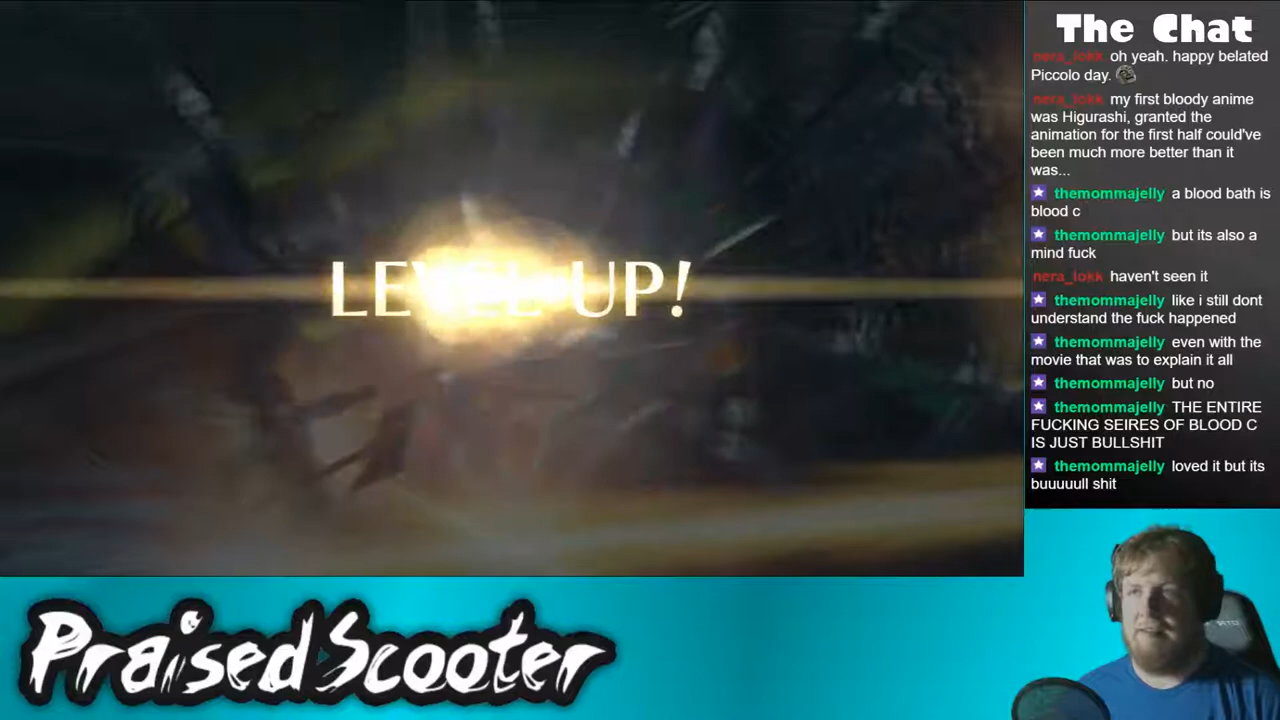 The Chat
nera_lokk oh yeah. happy belated
Piccolo day.
nera_lokk my first bloody anime
was Higurashi, granted the
animation for the first half could've
been much more better than it
was...
themommajelly a blood bath is
blood c
themommajelly but its also a
mind fuck
nera_lokk haven't seen it
themommajelly like i still dont
understand the fuck happened
themommajelly even with the
movie that was to explain it all
themommajelly but no
themommajelly THE ENTIRE
FUCKING SEIRES OF BLOOD C
IS JUST BULLSHIT
themommajelly loved it but its
buuuuull shit
LEVEL UP!
PraisedScooter